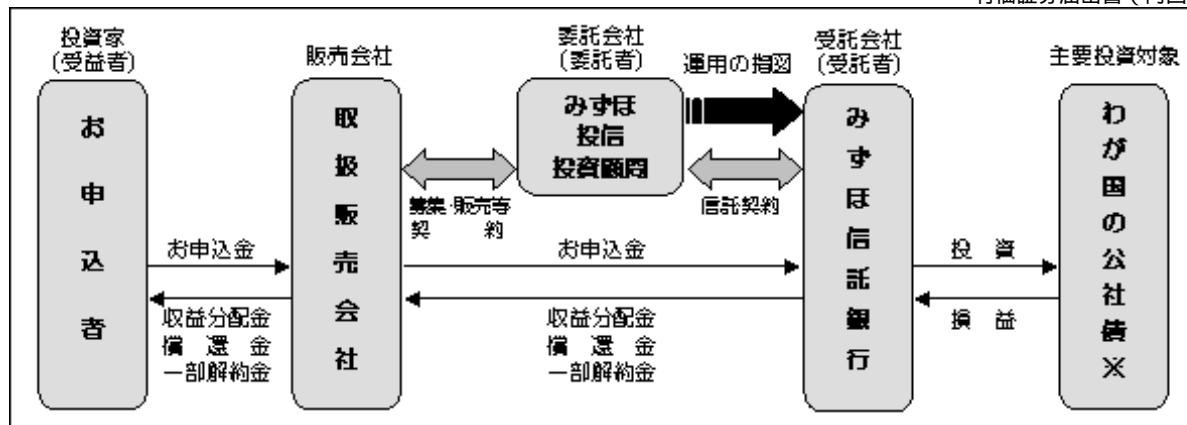 投資家
(受益者)
お申込者
販売会社
取扱販売会社
委託会社
(委託者)
みずほ
投信
投資顧問
運用の指図
受託会社
(受託者)
みずほ信託銀行
主要投資対象
わが国の公社債※
募集・販売等
契 約
信託契約
お申込金
お申込金
投 資
収益分配金
償 還 金
一部解約金
収益分配金
償 還 金
一部解約金
損 益